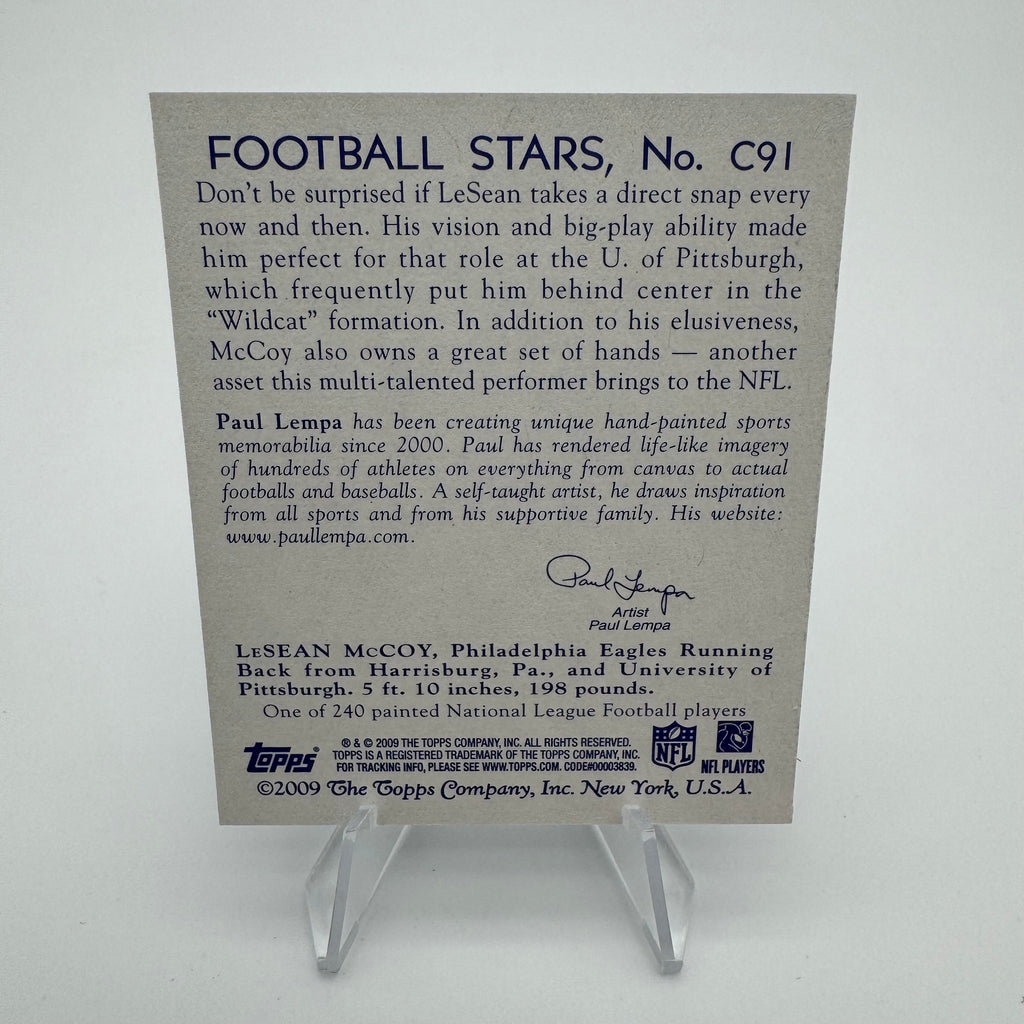 FOOTBALL STARS, No. C91
Don't be surprised if LeSean takes a direct snap every
now and then. His vision and big-play ability made
him perfect for that role at the U. of Pittsburgh,
which frequently put him behind center in the
“Wildcat” formation. In addition to his elusiveness,
McCoy also owns a great set of hands — another
asset this multi-talented performer brings to the NFL.
Paul Lempa has been creating unique hand-painted sports
memorabilia since 2000. Paul has rendered life-like imagery
of hundreds of athletes on everything from canvas to actual
footballs and baseballs. A self-taught artist, he draws inspiration
from all sports and from his supportive family. His website:
www.paullempa.com.
Paul Lempa
Artist
Paul Lempa
LESEAN MCCOY, Philadelphia Eagles Running
Back from Harrisburg, Pa., and University of
Pittsburgh. 5 ft. 10 inches, 198 pounds.
One of 240 painted National League Football players
Topps®
® & © 2009 THE TOPPS COMPANY, INC. ALL RIGHTS RESERVED.
TOPPS IS A REGISTERED TRADEMARK OF THE TOPPS COMPANY, INC.
FOR TRACKING INFO, PLEASE SEE WWW.TOPPS.COM. CODE#00003839.
NFL
NFL PLAYERS
©2009 The Topps Company, Inc. New York, U.S.A.